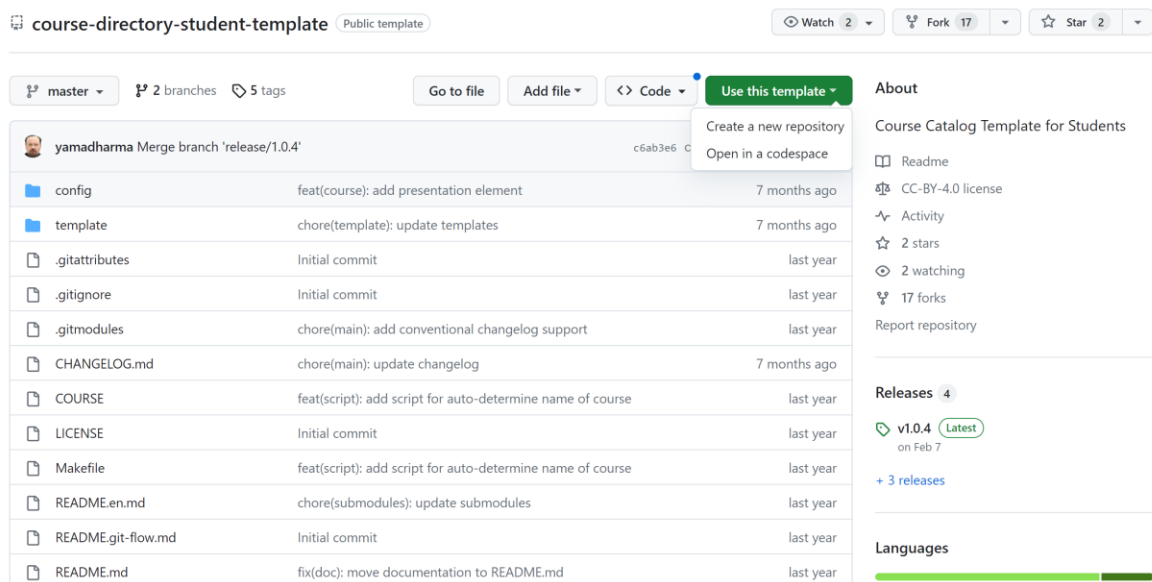 course-directory-student-template Public template
Watch 2 Fork 17 Star 2
master 2 branches 5 tags Go to file Add file Code Use this template
Create a new repository
Open in a codespace
yamadharma Merge branch 'release/1.0.4' c6ab3e6
config feat(course): add presentation element 7 months ago
template chore(template): update templates 7 months ago
.gitattributes Initial commit last year
.gitignore Initial commit last year
.gitmodules chore(main): add conventional changelog support last year
CHANGELOG.md chore(main): update changelog 7 months ago
COURSE feat(script): add script for auto-determine name of course last year
LICENSE Initial commit last year
Makefile feat(script): add script for auto-determine name of course last year
README.en.md chore(submodules): update submodules last year
README.git-flow.md Initial commit last year
README.md fix(doc): move documentation to README.md last year
About
Course Catalog Template for Students
Readme
CC-BY-4.0 license
Activity
2 stars
2 watching
17 forks
Report repository
Releases 4
v1.0.4 Latest
on Feb 7
+ 3 releases
Languages